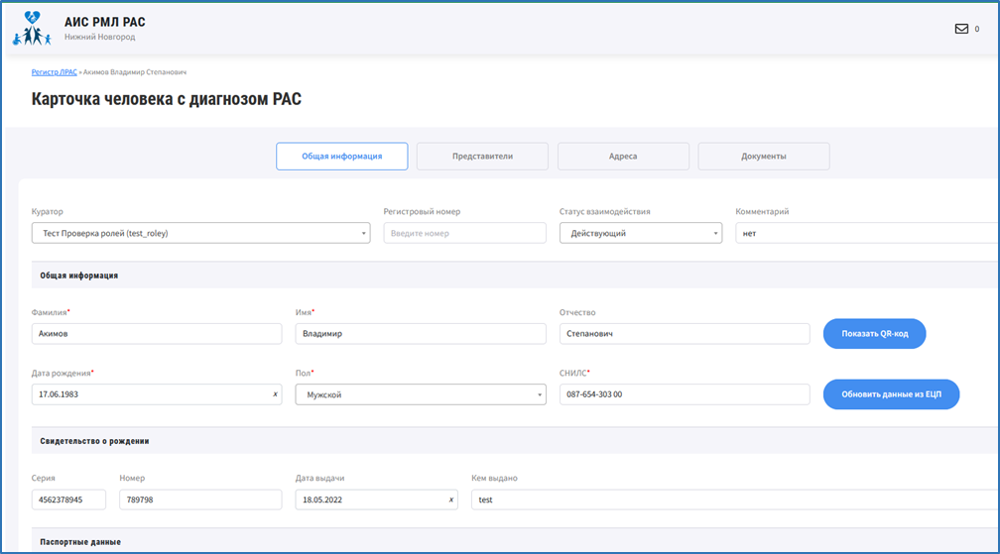 АИС РМЛ РАС
Нижний Новгород
0
Регистр ЛРАС » Акимов Владимир Степанович
Карточка человека с диагнозом РАС
Общая информация Представители Адреса Документы
Куратор Регистровый номер Статус взаимодействия Комментарий
Тест Проверка ролей (test_roley) Введите номер Действующий нет
Общая информация
Фамилия* Имя* Отчество
Акимов Владимир Степанович Показать QR-код
Дата рождения* Пол* СНИЛС*
17.06.1983 x Мужской 087-654-303 00 Обновить данные из ЕЦП
Свидетельство о рождении
Серия Номер Дата выдачи Кем выдано
4562378945 789798 18.05.2022 x test
Паспортные данные